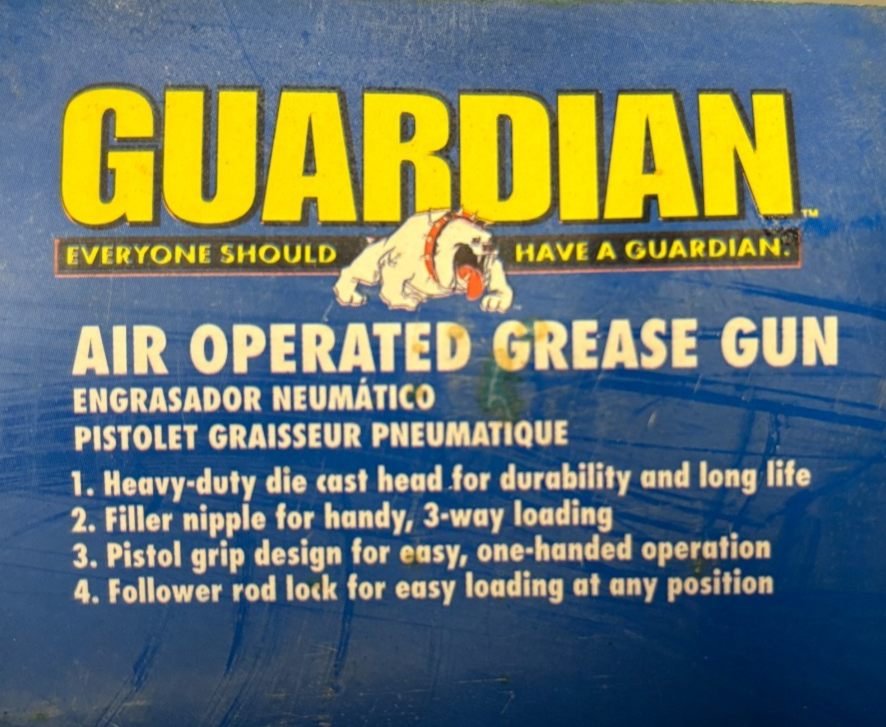 GUARDIAN™
EVERYONE SHOULD HAVE A GUARDIAN.
AIR OPERATED GREASE GUN
ENGRASADOR NEUMÁTICO
PISTOLET GRAISSEUR PNEUMATIQUE
1. Heavy-duty die cast head for durability and long life
2. Filler nipple for handy, 3-way loading
3. Pistol grip design for easy, one-handed operation
4. Follower rod lock for easy loading at any position